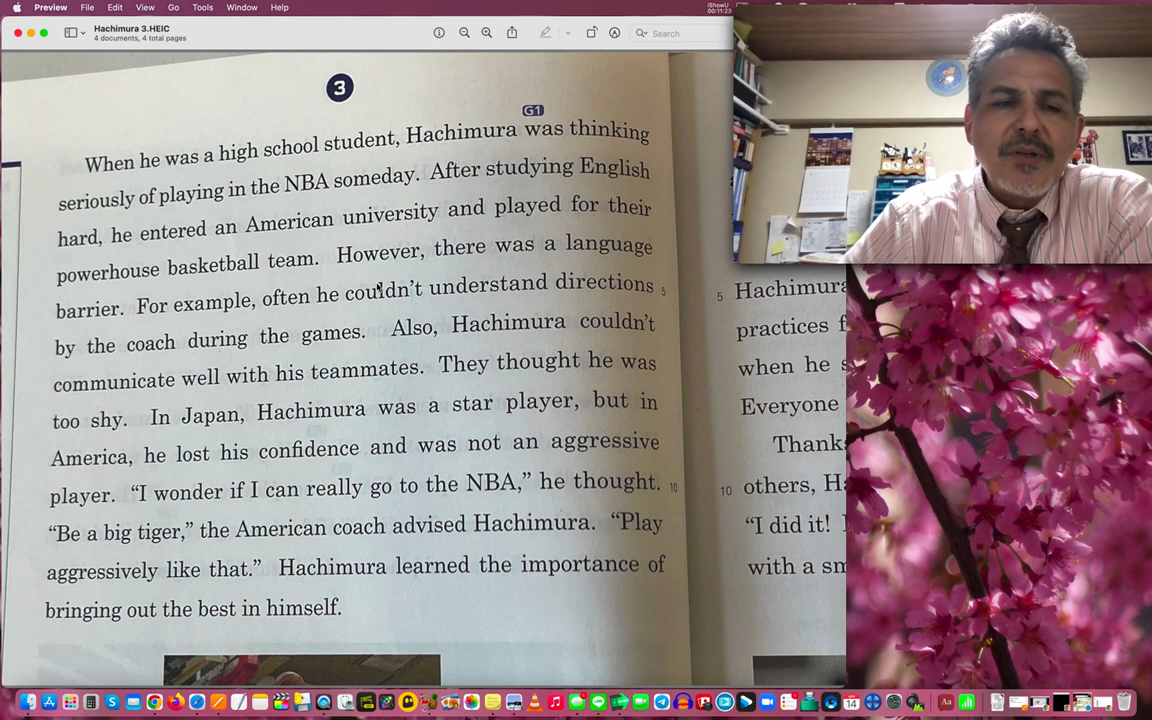 Preview File Edit View Go Tools Window Help
iShowU
00:11:23
Hachimura 3.HEIC
4 documents, 4 total pages
Search
3
G1
When he was a high school student, Hachimura was thinking
seriously of playing in the NBA someday. After studying English
hard, he entered an American university and played for their
powerhouse basketball team. However, there was a language
barrier. For example, often he couldn't understand directions 5
by the coach during the games. Also, Hachimura couldn't
communicate well with his teammates. They thought he was
too shy. In Japan, Hachimura was a star player, but in
America, he lost his confidence and was not an aggressive
player. "I wonder if I can really go to the NBA," he thought. 10
"Be a big tiger," the American coach advised Hachimura. "Play
aggressively like that." Hachimura learned the importance of
bringing out the best in himself.
5 Hachimura
practices
when he
Everyone
Thank
10 others,
"I did it!
with a
14
Aa